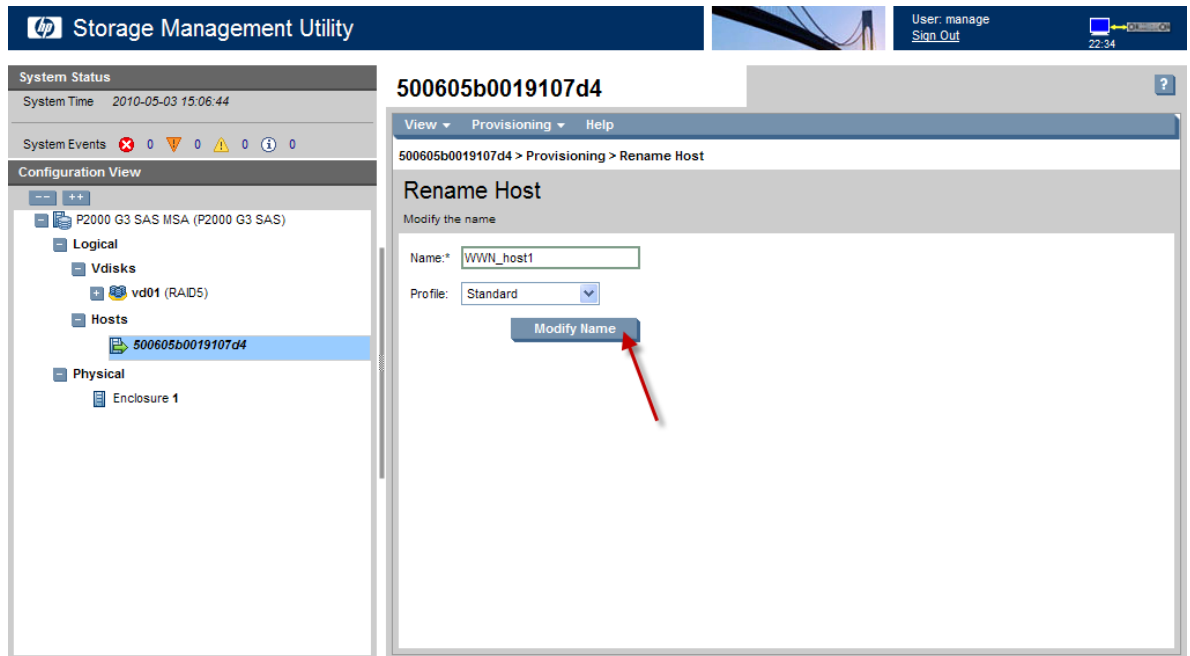 hp Storage Management Utility
User: manage
Sign Out
22:34
System Status
System Time 2010-05-03 15:06:44
System Events 0 0 0 0
Configuration View
-- ++
P2000 G3 SAS MSA (P2000 G3 SAS)
Logical
Vdisks
vd01 (RAID5)
Hosts
500605b0019107d4
Physical
Enclosure 1
500605b0019107d4
?
View Provisioning Help
500605b0019107d4 > Provisioning > Rename Host
Rename Host
Modify the name
Name:* WWN_host1
Profile: Standard
Modify Name